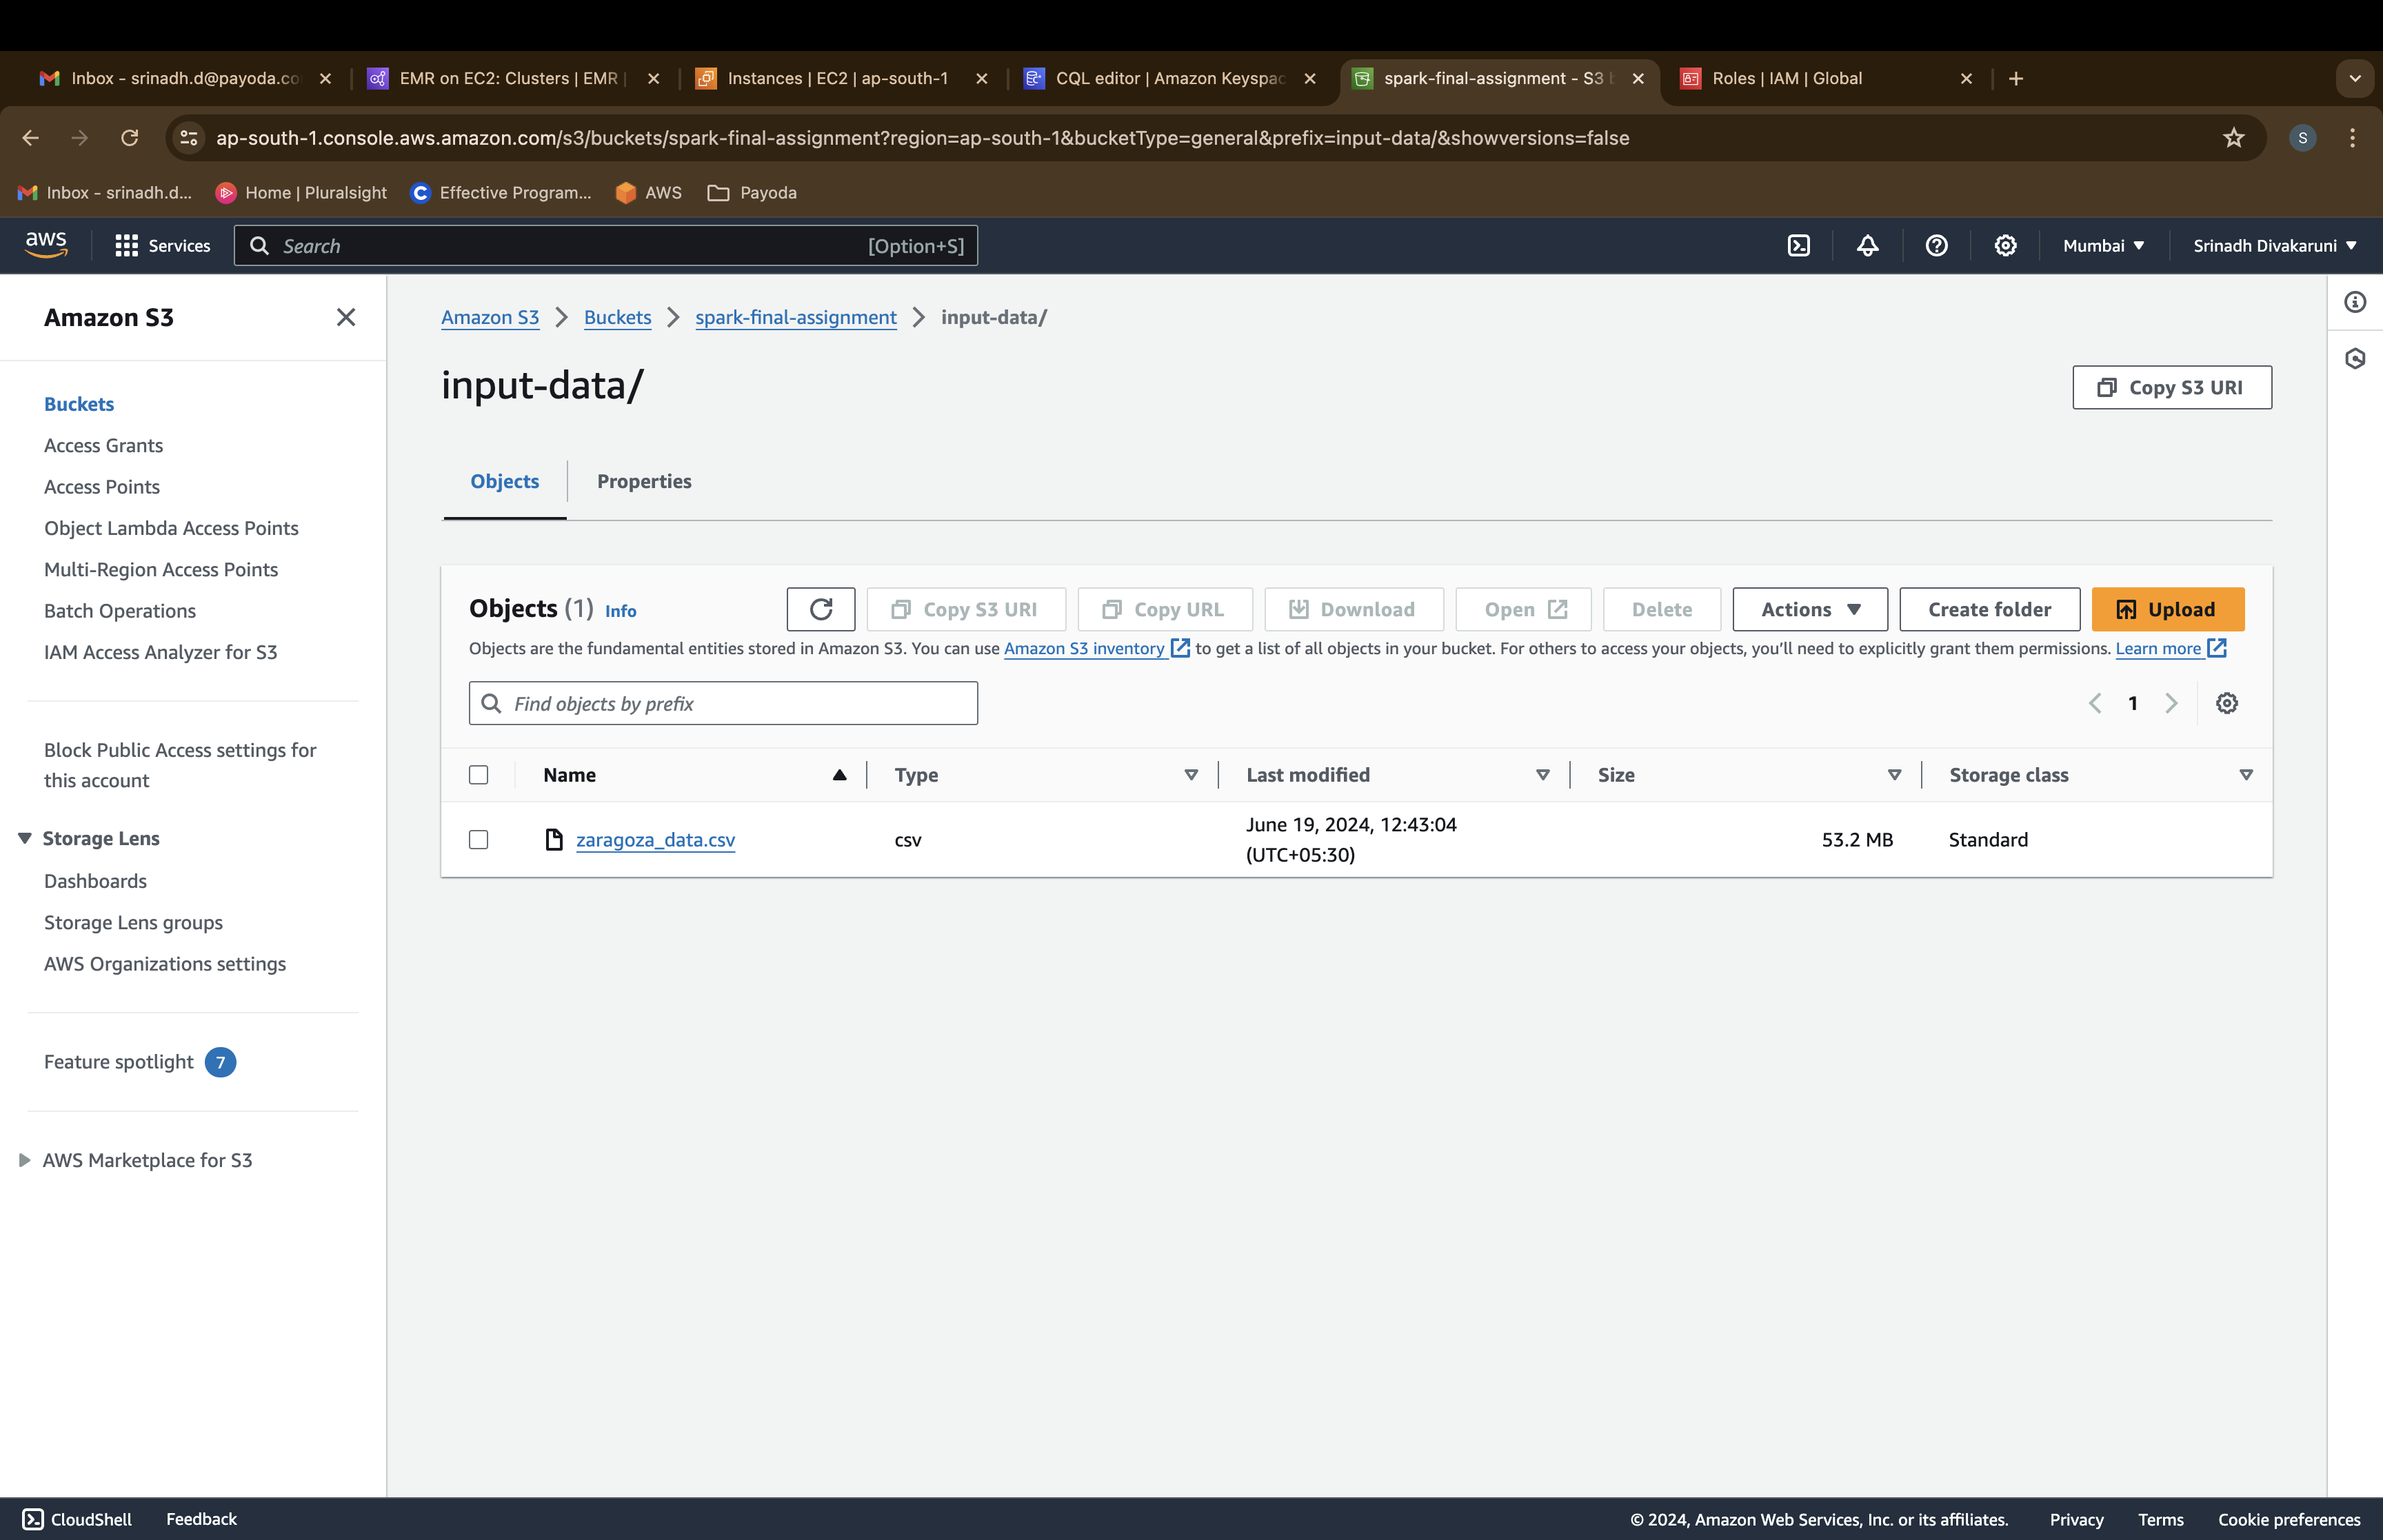 Inbox - srinadh.d@payoda.co
EMR on EC2: Clusters | EMR |
Instances | EC2 | ap-south-1
CQL editor | Amazon Keyspac
spark-final-assignment - S3 b
Roles | IAM | Global
ap-south-1.console.aws.amazon.com/s3/buckets/spark-final-assignment?region=ap-south-1&bucketType=general&prefix=input-data/&showversions=false
S
Inbox - srinadh.d...
Home | Pluralsight
Effective Program...
AWS
Payoda
aws
Services
Search
[Option+S]
Mumbai
Srinadh Divakaruni
Amazon S3
Buckets
Access Grants
Access Points
Object Lambda Access Points
Multi-Region Access Points
Batch Operations
IAM Access Analyzer for S3
Block Public Access settings for
this account
Storage Lens
Dashboards
Storage Lens groups
AWS Organizations settings
Feature spotlight 7
AWS Marketplace for S3
Amazon S3 > Buckets > spark-final-assignment > input-data/
input-data/
Copy S3 URI
Objects
Properties
Objects (1) Info
Copy S3 URI
Copy URL
Download
Open
Delete
Actions
Create folder
Upload
Objects are the fundamental entities stored in Amazon S3. You can use Amazon S3 inventory to get a list of all objects in your bucket. For others to access your objects, you'll need to explicitly grant them permissions. Learn more
Find objects by prefix
1
Name
Type
Last modified
Size
Storage class
zaragoza_data.csv
csv
June 19, 2024, 12:43:04
(UTC+05:30)
53.2 MB
Standard
CloudShell
Feedback
© 2024, Amazon Web Services, Inc. or its affiliates.
Privacy
Terms
Cookie preferences